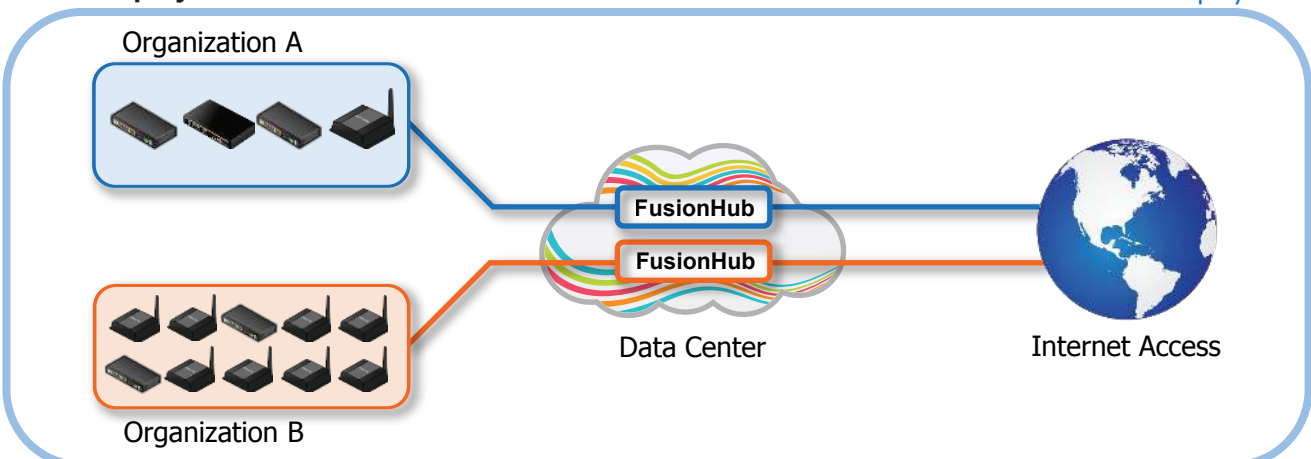 Organization A
FusionHub
FusionHub
Data Center
Internet Access
Organization B